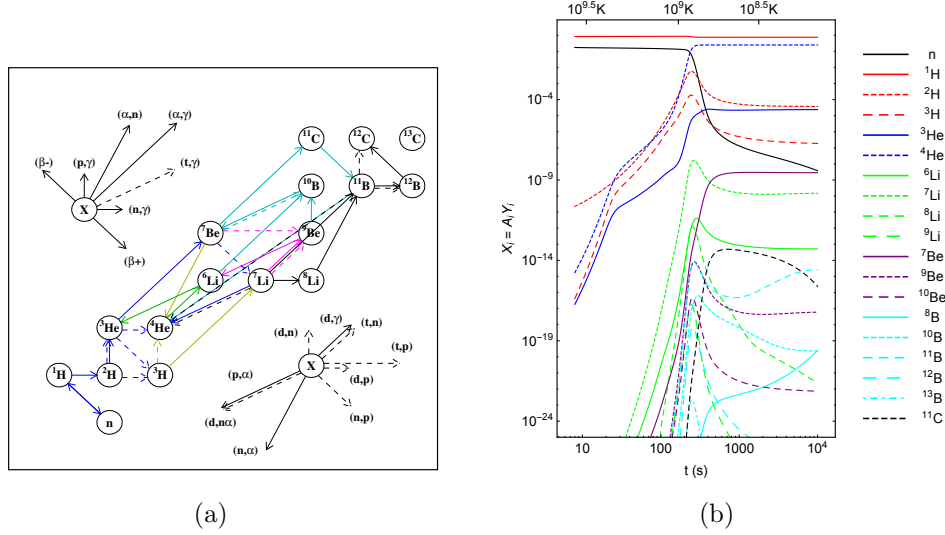 (α,n)
(α,γ)
(β-)
(p,γ)
(t,γ)
X
(n,γ)
(β+)
¹¹C
¹²C
¹³C
¹⁰B
¹¹B
¹²B
⁷Be
⁹Be
⁶Li
⁷Li
⁸Li
³He
⁴He
¹H
²H
³H
n
(d,γ)
(d,n)
(t,n)
(t,p)
X
(p,α)
(d,p)
(d,nα)
(n,p)
(n,α)
(a)
10^9.5K
10^9K
10^8.5K
X_i = A_i Y_i
10^-4
10^-9
10^-14
10^-19
10^-24
10
100
1000
10^4
t (s)
n
¹H
²H
³H
³He
⁴He
⁶Li
⁷Li
⁸Li
⁹Li
⁷Be
⁹Be
¹⁰Be
⁸B
¹⁰B
¹¹B
¹²B
¹³B
¹¹C
(b)